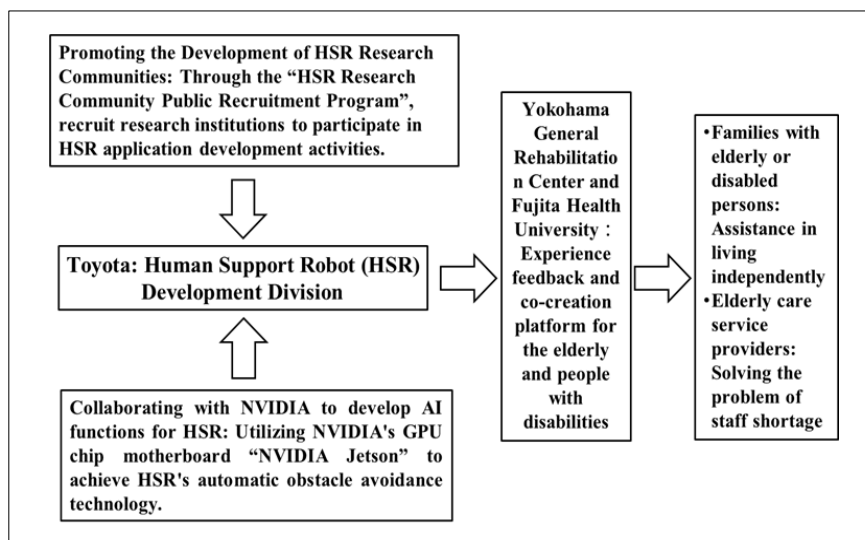 Promoting the Development of HSR Research
Communities: Through the “HSR Research
Community Public Recruitment Program”,
recruit research institutions to participate in
HSR application development activities.
Toyota: Human Support Robot (HSR)
Development Division
Collaborating with NVIDIA to develop AI
functions for HSR: Utilizing NVIDIA's GPU
chip motherboard “NVIDIA Jetson” to
achieve HSR's automatic obstacle avoidance
technology.
Yokohama
General
Rehabilitatio
n Center and
Fujita Health
University：
Experience
feedback and
co-creation
platform for
the elderly
and people
with
disabilities
•Families with
elderly or
disabled
persons:
Assistance in
living
independently
•Elderly care
service
providers:
Solving the
problem of
staff shortage